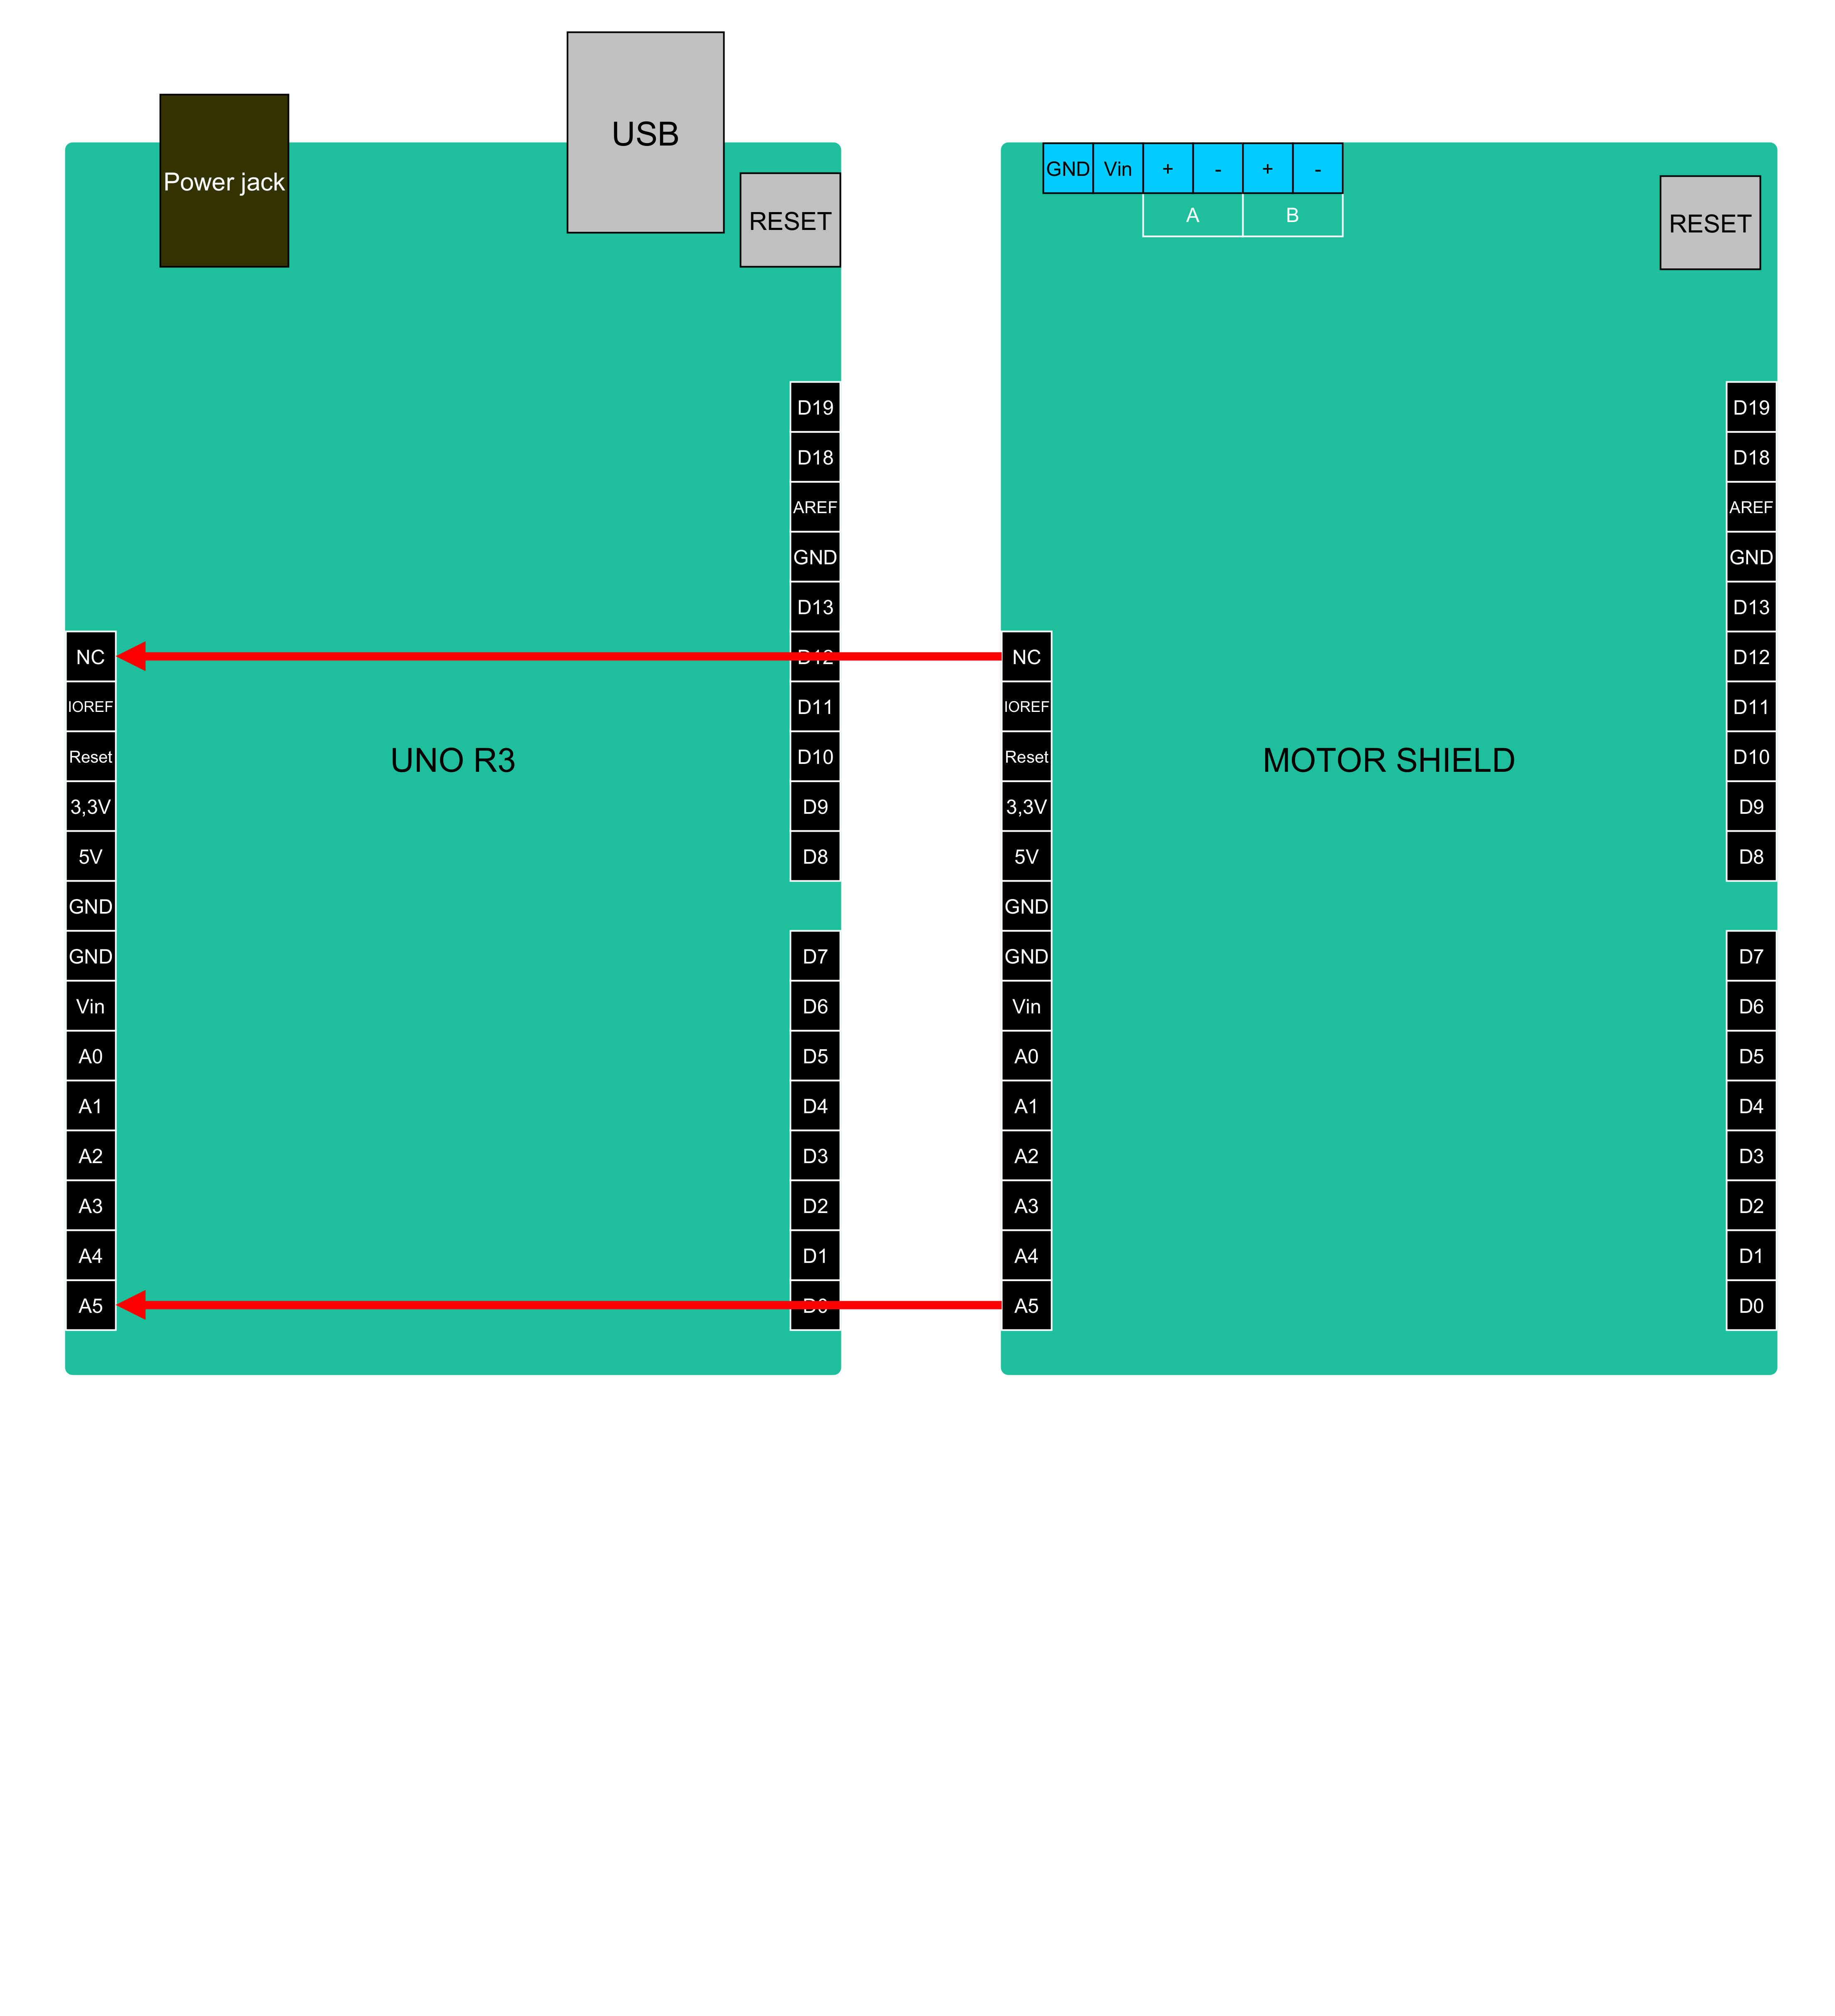 USB
Power jack
RESET
D19
D18
AREF
GND
D13
D12
D11
D10
D9
D8
D7
D6
D5
D4
D3
D2
D1
D0
NC
IOREF
Reset
3,3V
5V
GND
GND
Vin
A0
A1
A2
A3
A4
A5
UNO R3
GND Vin + - + -
A B
RESET
D19
D18
AREF
GND
D13
D12
D11
D10
D9
D8
D7
D6
D5
D4
D3
D2
D1
D0
NC
IOREF
Reset
3,3V
5V
GND
GND
Vin
A0
A1
A2
A3
A4
A5
MOTOR SHIELD